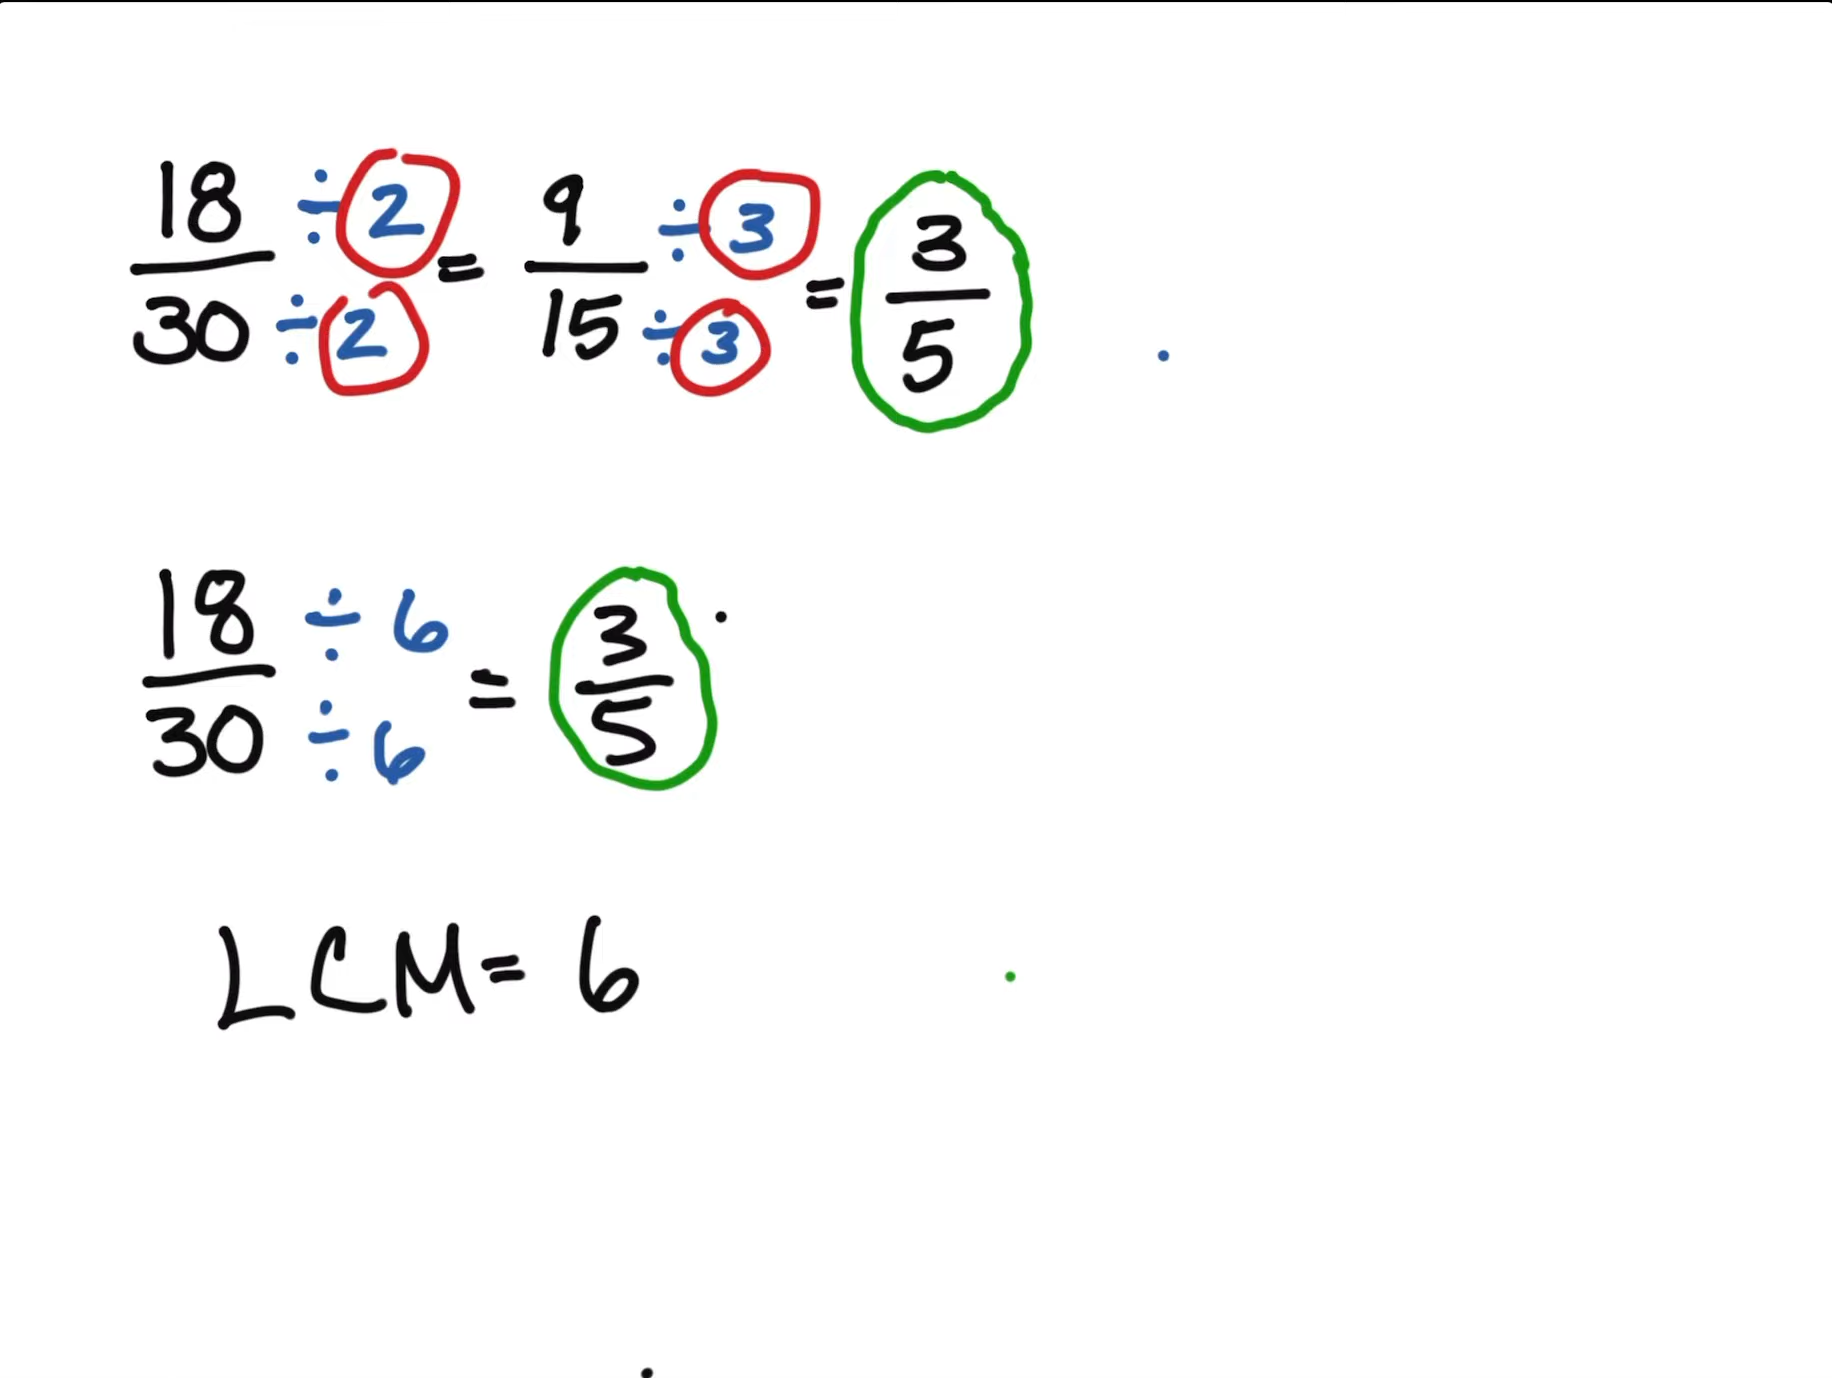 18/30 ÷2/÷2 = 9/15 ÷3/÷3 = 3/5
18/30 ÷6/÷6 = 3/5
LCM = 6